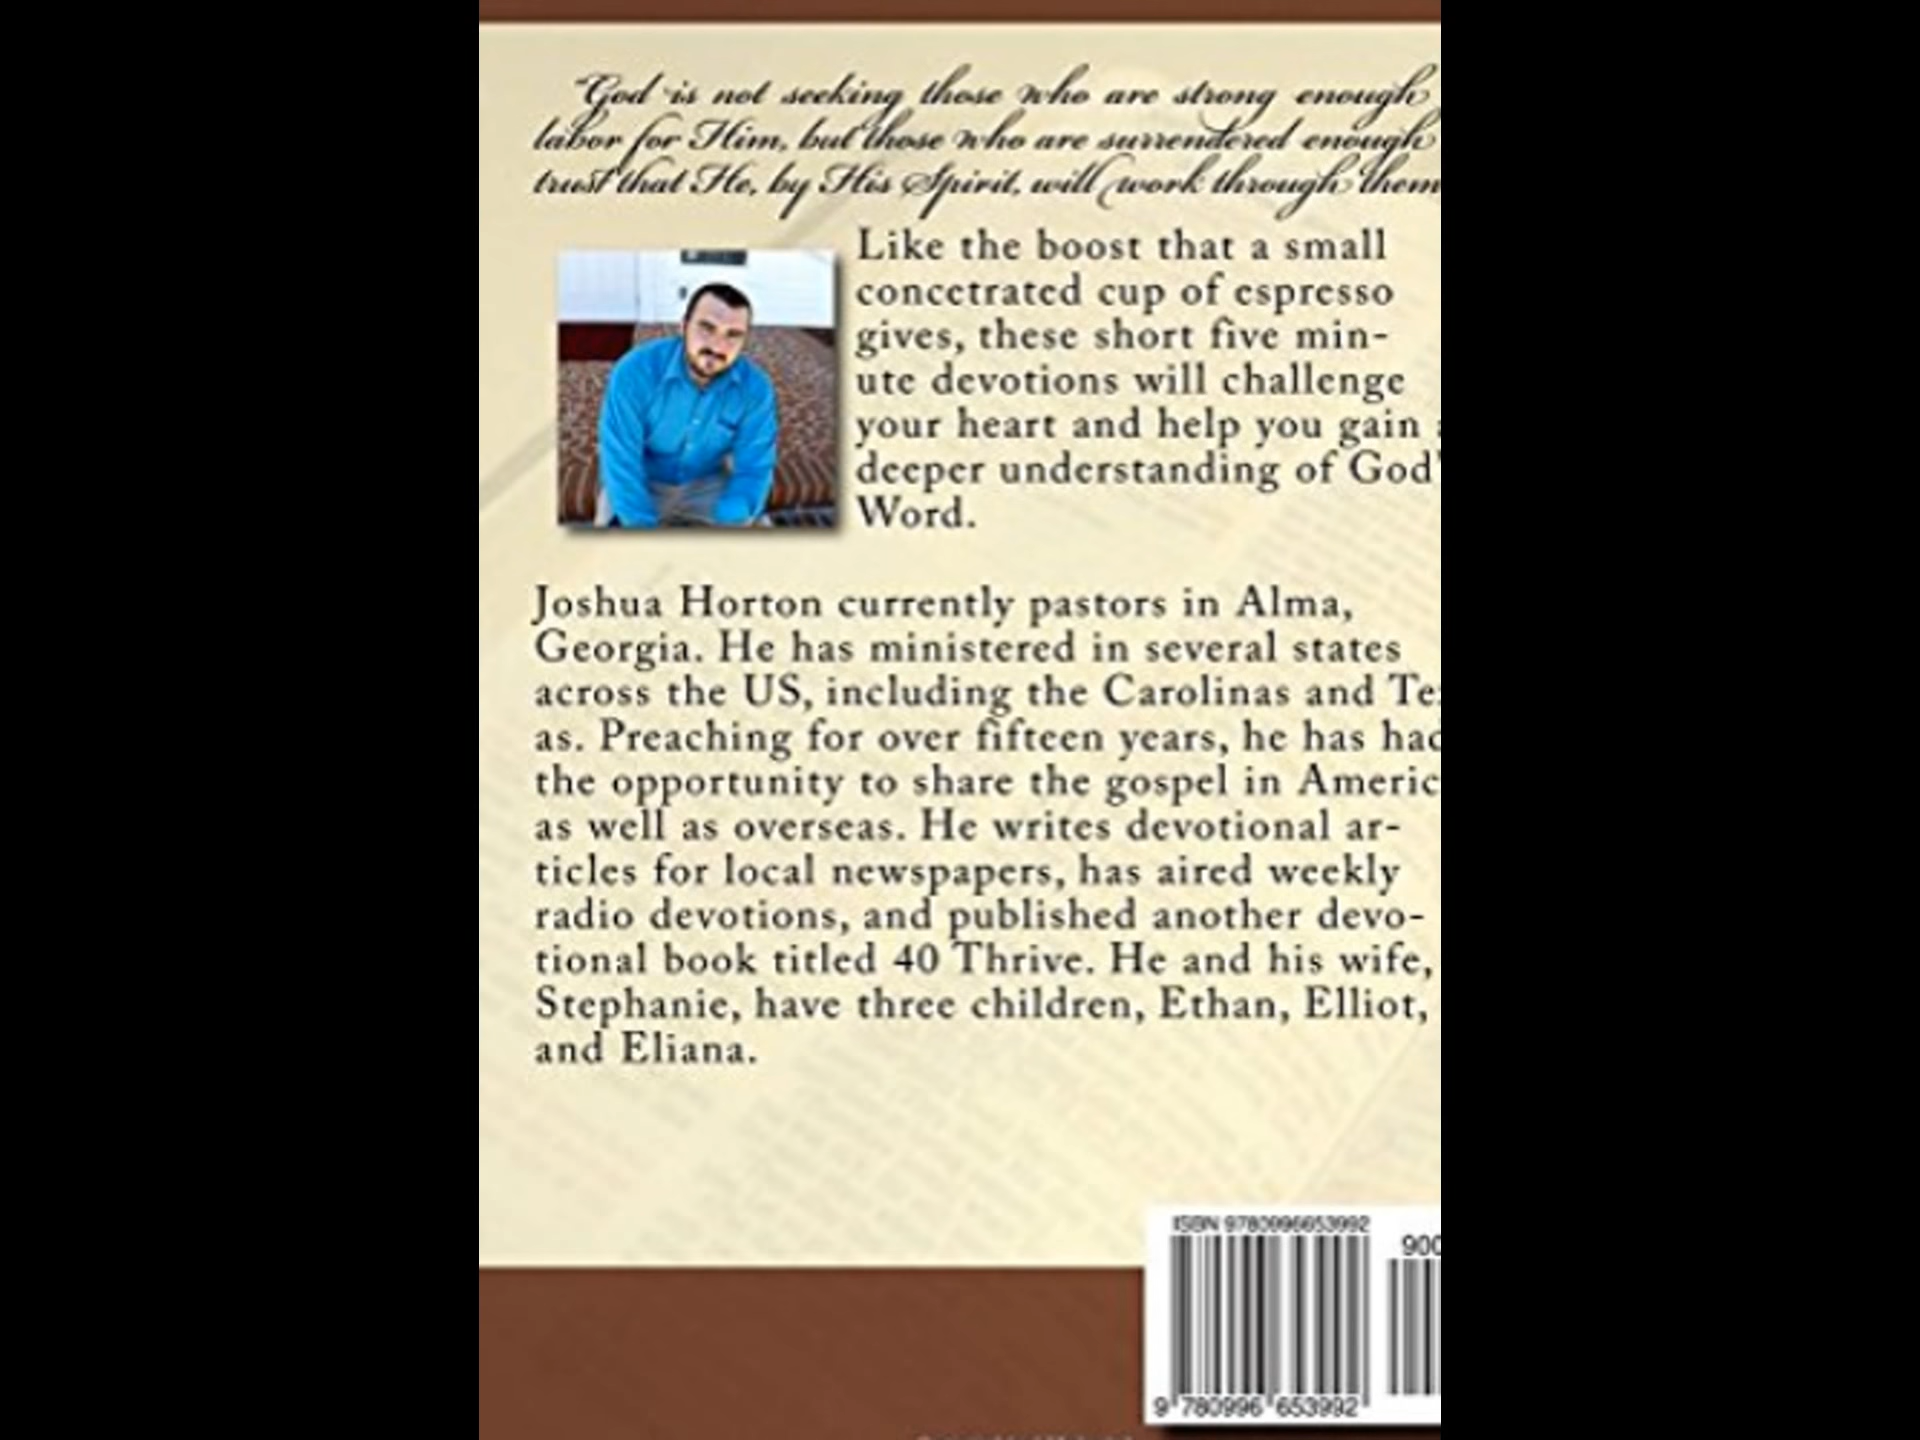 "God is not seeking those who are strong enough
labor for Him, but those who are surrendered enough
trust that He, by His Spirit, will work through them
Like the boost that a small
concetrated cup of espresso
gives, these short five min-
ute devotions will challenge
your heart and help you gain
deeper understanding of God'
Word.
Joshua Horton currently pastors in Alma,
Georgia. He has ministered in several states
across the US, including the Carolinas and Te
as. Preaching for over fifteen years, he has had
the opportunity to share the gospel in Americ
as well as overseas. He writes devotional ar-
ticles for local newspapers, has aired weekly
radio devotions, and published another devo-
tional book titled 40 Thrive. He and his wife,
Stephanie, have three children, Ethan, Elliot,
and Eliana.
ISBN 9780996653992
900
9 780996 653992